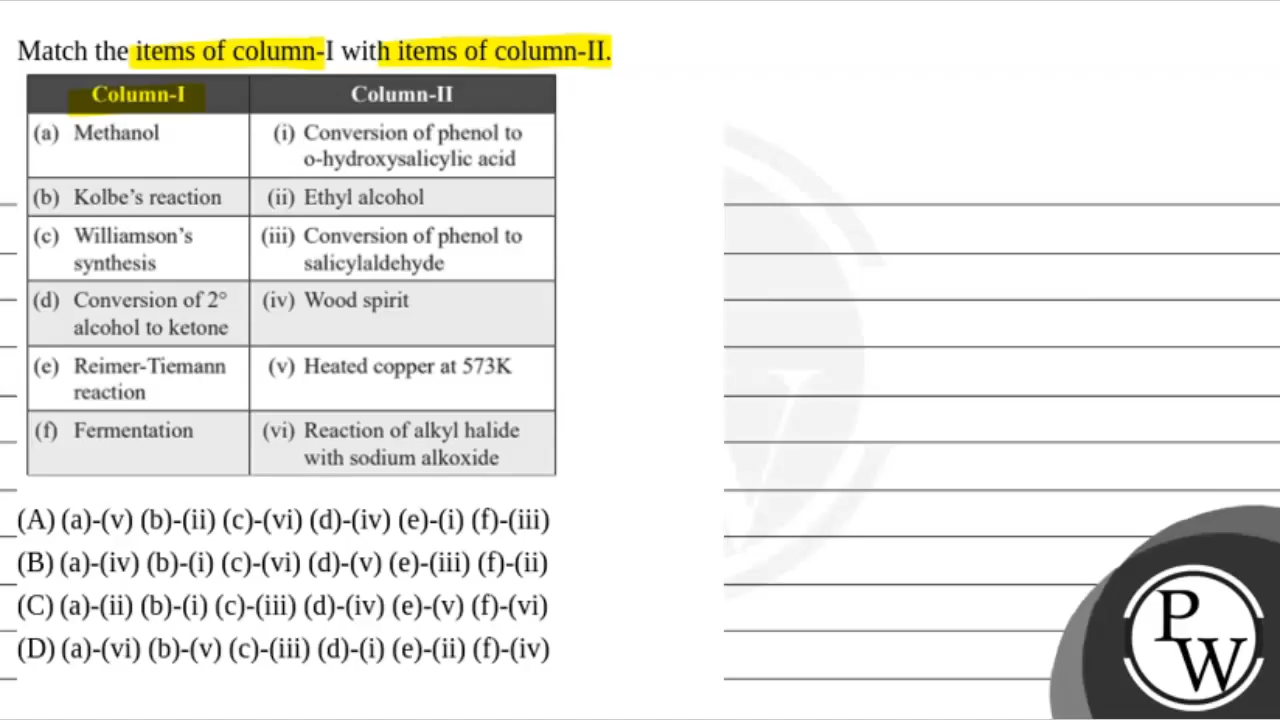 Match the items of column-I with items of column-II.
Column-I Column-II
(a) Methanol (i) Conversion of phenol to
o-hydroxysalicylic acid
(b) Kolbe’s reaction (ii) Ethyl alcohol
(c) Williamson’s (iii) Conversion of phenol to
synthesis salicylaldehyde
(d) Conversion of 2° (iv) Wood spirit
alcohol to ketone
(e) Reimer-Tiemann (v) Heated copper at 573K
reaction
(f) Fermentation (vi) Reaction of alkyl halide
with sodium alkoxide
(A) (a)-(v) (b)-(ii) (c)-(vi) (d)-(iv) (e)-(i) (f)-(iii)
(B) (a)-(iv) (b)-(i) (c)-(vi) (d)-(v) (e)-(iii) (f)-(ii)
(C) (a)-(ii) (b)-(i) (c)-(iii) (d)-(iv) (e)-(v) (f)-(vi)
(D) (a)-(vi) (b)-(v) (c)-(iii) (d)-(i) (e)-(ii) (f)-(iv)
P
W